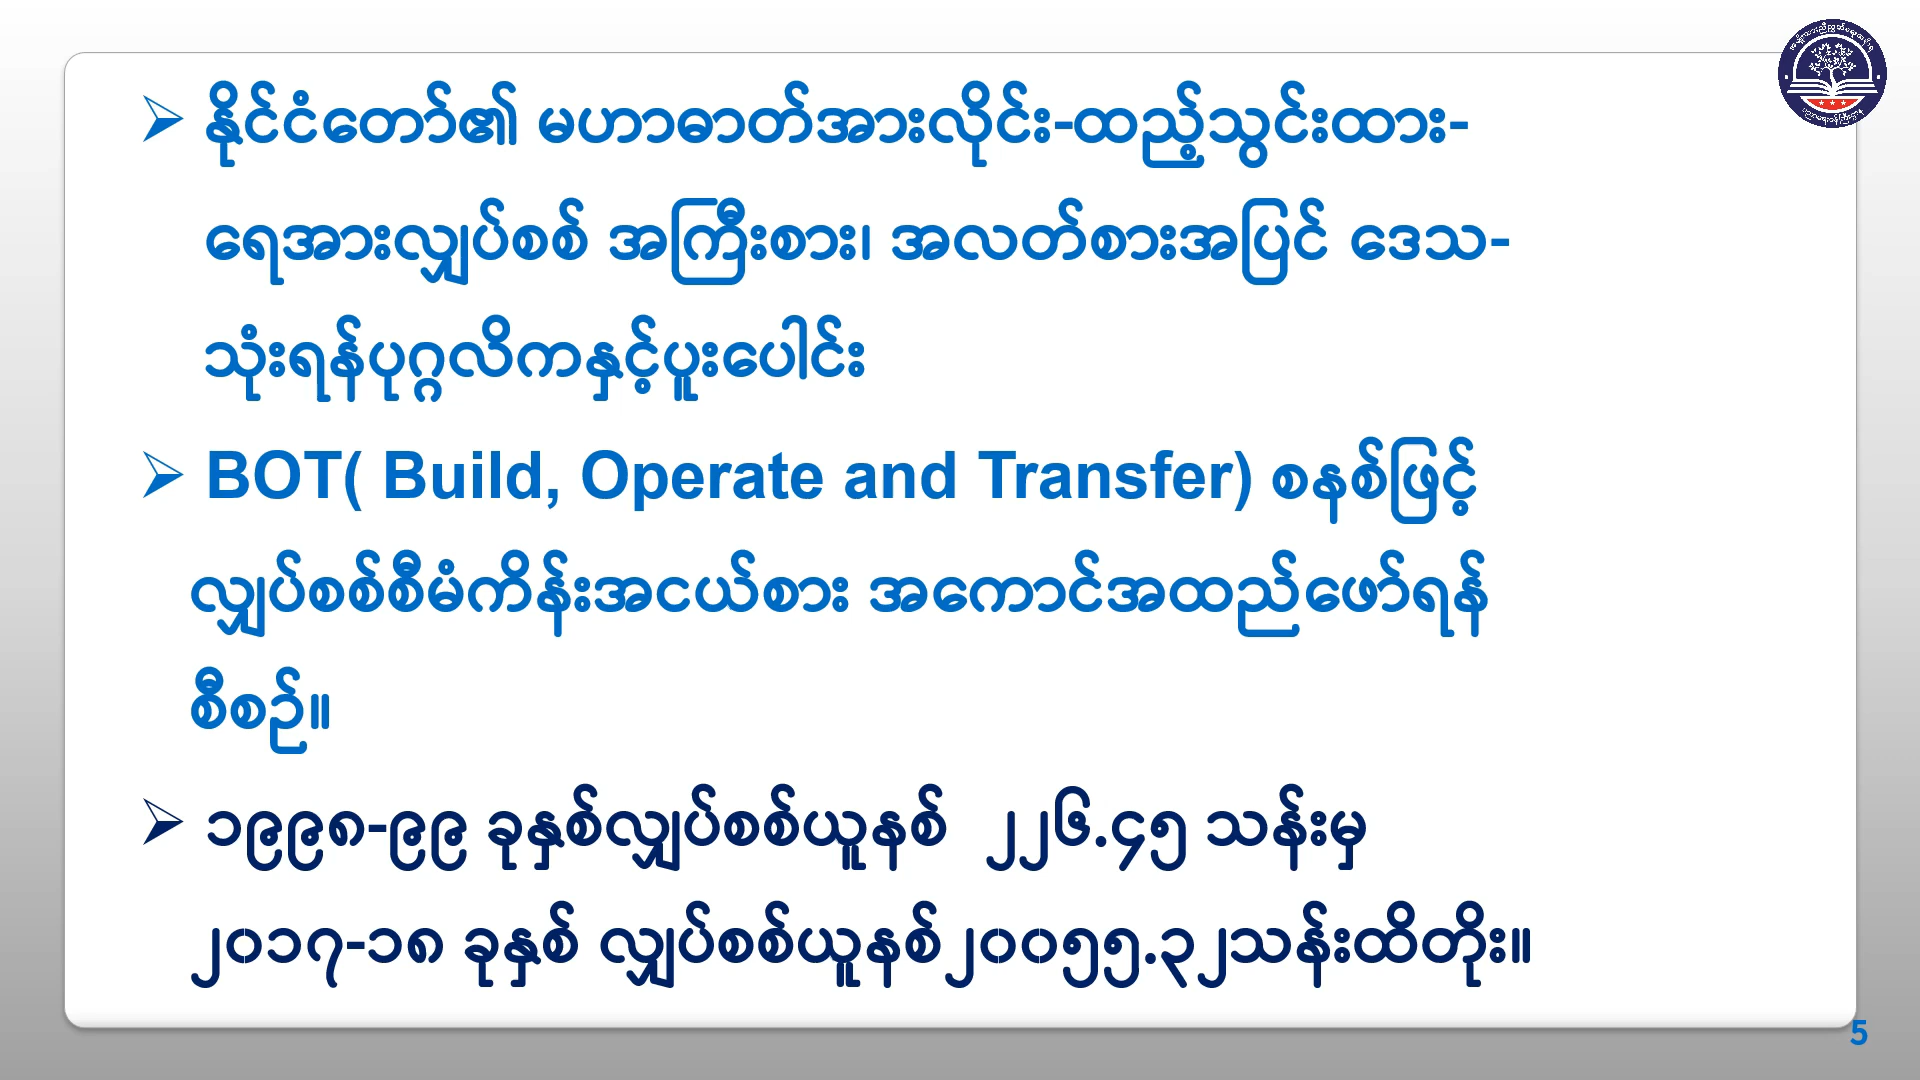 ➢ နိုင်ငံတော်၏ မဟာဓာတ်အားလိုင်း-ထည့်သွင်းထား-
ရေအားလျှပ်စစ် အကြီးစား၊ အလတ်စားအပြင် ဒေသ-
သုံးရန်ပုဂ္ဂလိကနှင့်ပူးပေါင်း
➢ BOT( Build, Operate and Transfer) စနစ်ဖြင့်
လျှပ်စစ်စီမံကိန်းအငယ်စား အကောင်အထည်ဖော်ရန်
စီစဉ်။
➢ ၁၉၉၈-၉၉ ခုနှစ်လျှပ်စစ်ယူနစ် ၂၂၆.၄၅ သန်းမှ
၂၀၁၇-၁၈ ခုနှစ် လျှပ်စစ်ယူနစ်၂၀၀၅၅.၃၂သန်းထိတိုး။
5